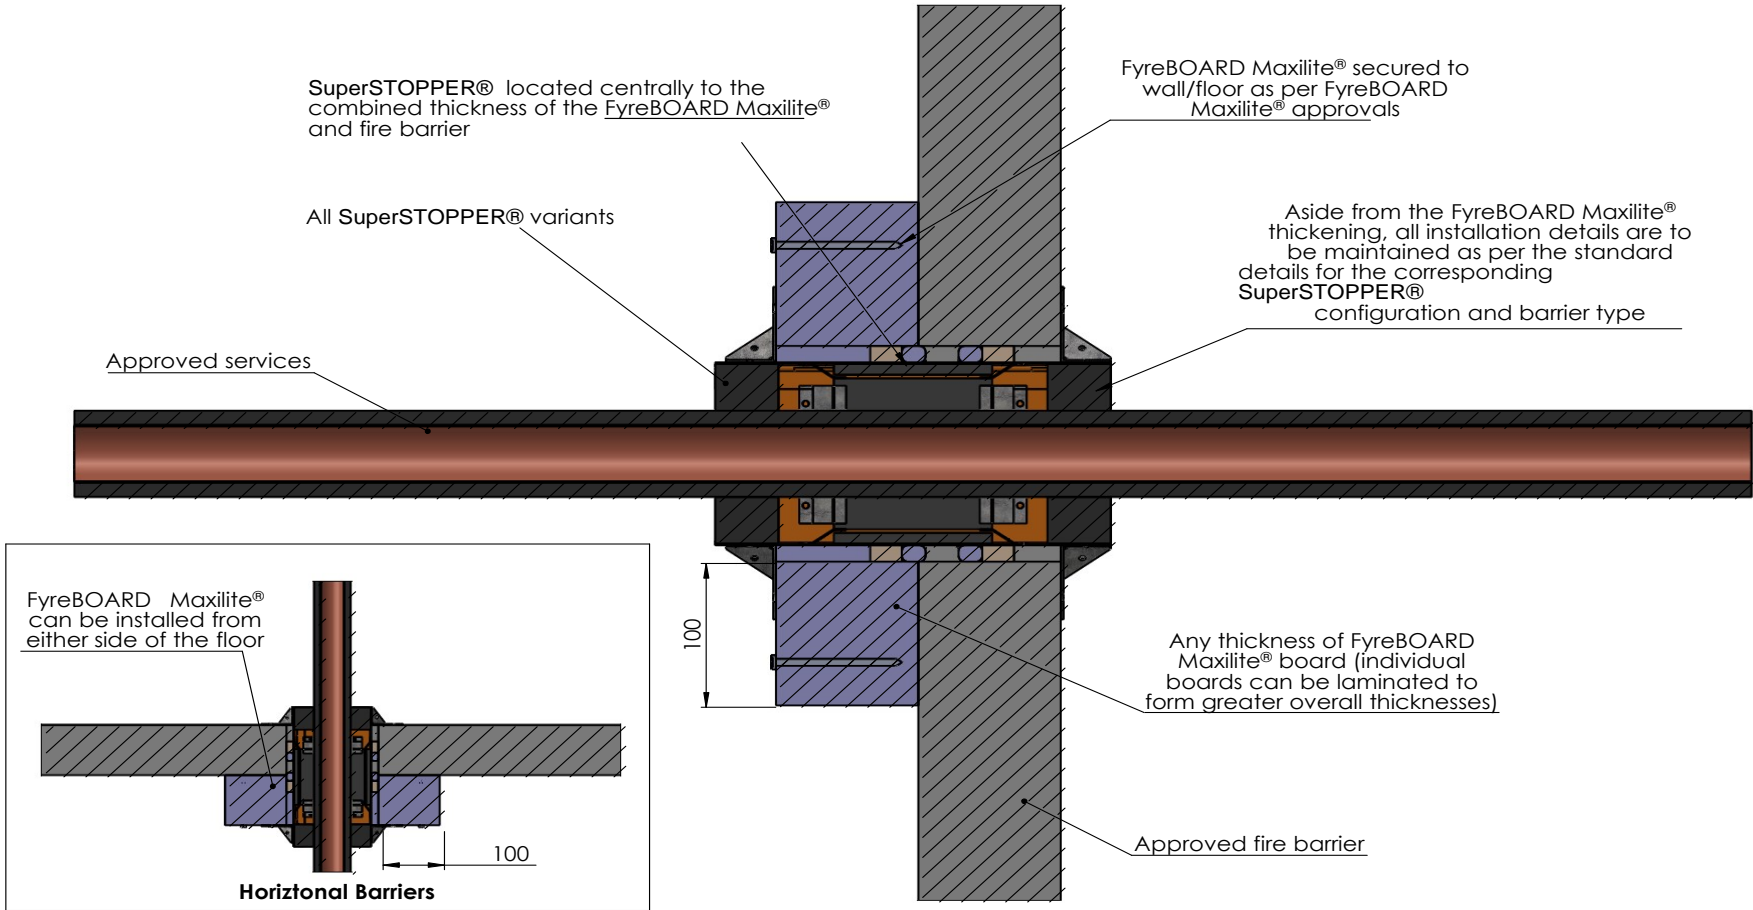 SuperSTOPPER® located centrally to the
combined thickness of the FyreBOARD Maxilite®
and fire barrier
FyreBOARD Maxilite® secured to
wall/floor as per FyreBOARD
Maxilite® approvals
All SuperSTOPPER® variants
Aside from the FyreBOARD Maxilite®
thickening, all installation details are to
be maintained as per the standard
details for the corresponding
SuperSTOPPER®
configuration and barrier type
Approved services
100
Any thickness of FyreBOARD
Maxilite® board (individual
boards can be laminated to
form greater overall thicknesses)
Approved fire barrier
FyreBOARD Maxilite®
can be installed from
either side of the floor
100
Horiztonal Barriers